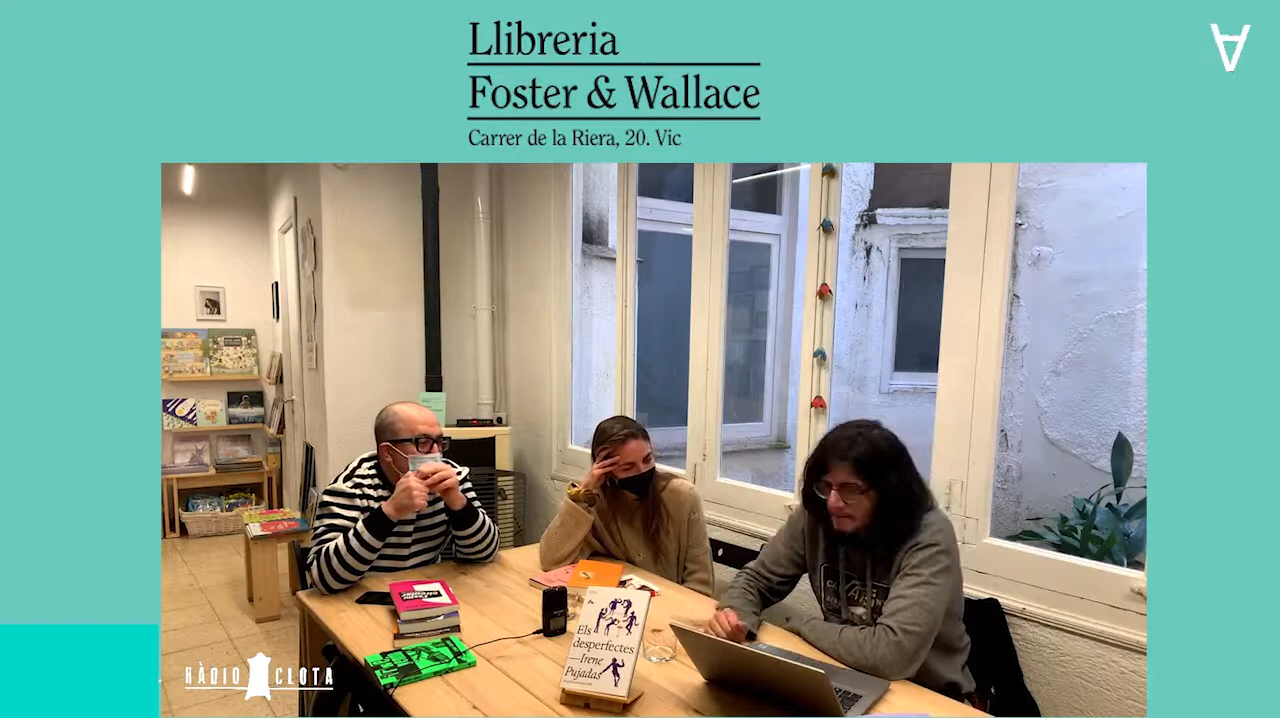 Llibreria
Foster & Wallace
Carrer de la Riera, 20. Vic
Els
desperfectes
—Irene
Pujadas
RÀDIO CLOTA